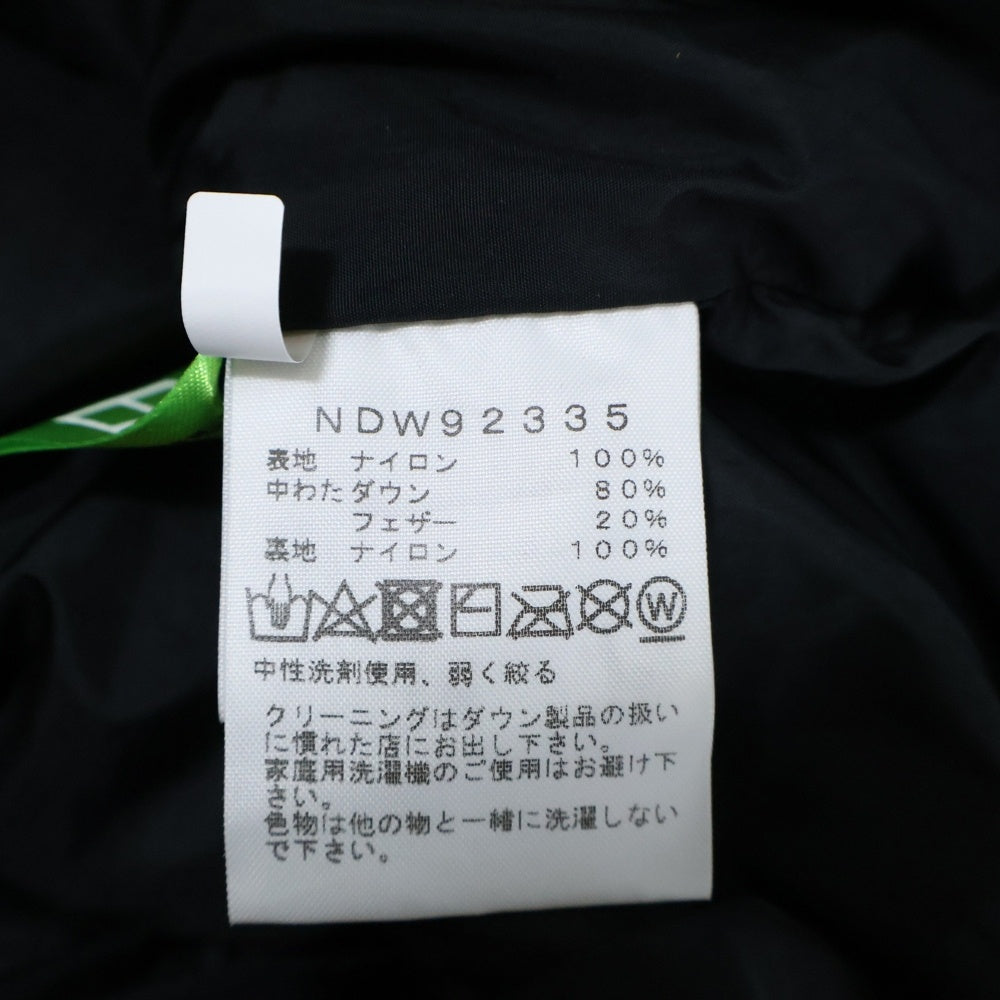 NDW92335
表地 ナイロン 100%
中わた ダウン 80%
フェザー 20%
裏地 ナイロン 100%
W
中性洗剤使用、弱く絞る
クリーニングはダウン製品の扱い
に慣れた店にお出し下さい。
家庭用洗濯機のご使用はお避け下
さい。
色物は他の物と一緒に洗濯しない
で下さい。